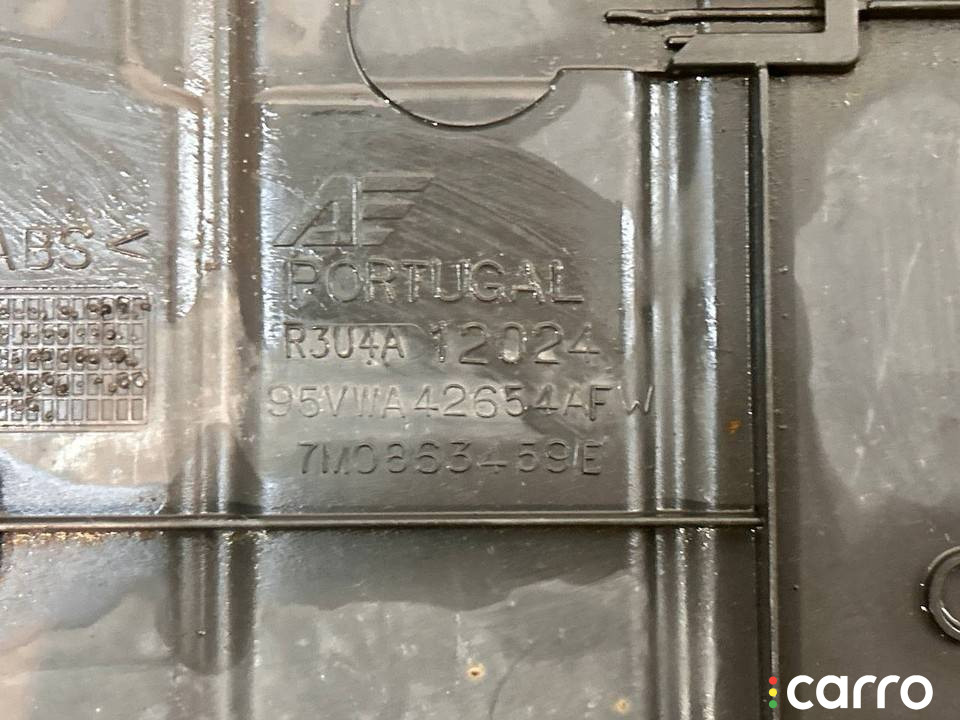 ABS<
AE
PORTUGAL
R3U4A 12024
95VWA42654AFW
7M0863459E
carro